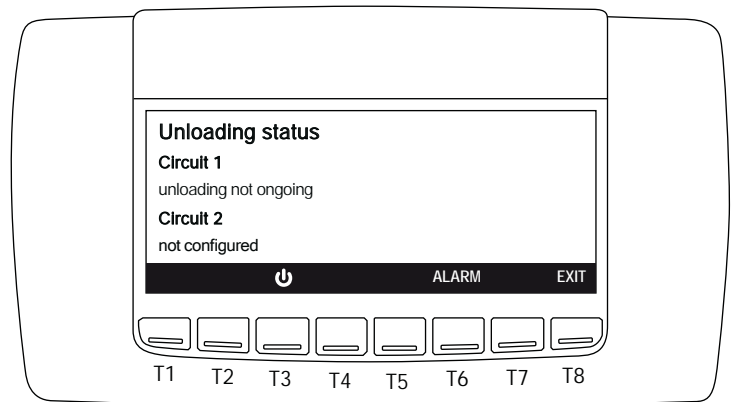 Unloading status
Circuit 1
unloading not ongoing
Circuit 2
not configured
ALARM EXIT
T1 T2 T3 T4 T5 T6 T7 T8